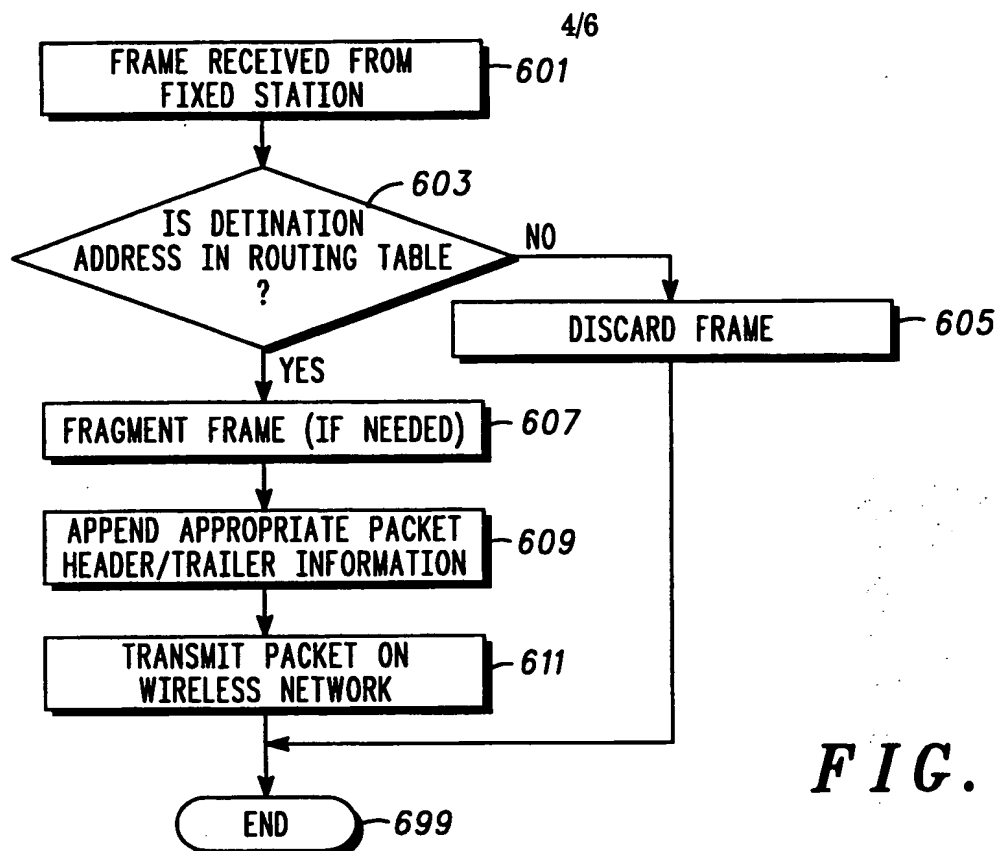 4/6
FRAME RECEIVED FROM
FIXED STATION
601
603
IS DETINATION
ADDRESS IN ROUTING TABLE
?
NO
DISCARD FRAME
605
YES
FRAGMENT FRAME (IF NEEDED)
607
APPEND APPROPRIATE PACKET
HEADER/TRAILER INFORMATION
609
TRANSMIT PACKET ON
WIRELESS NETWORK
611
END
699
FIG.